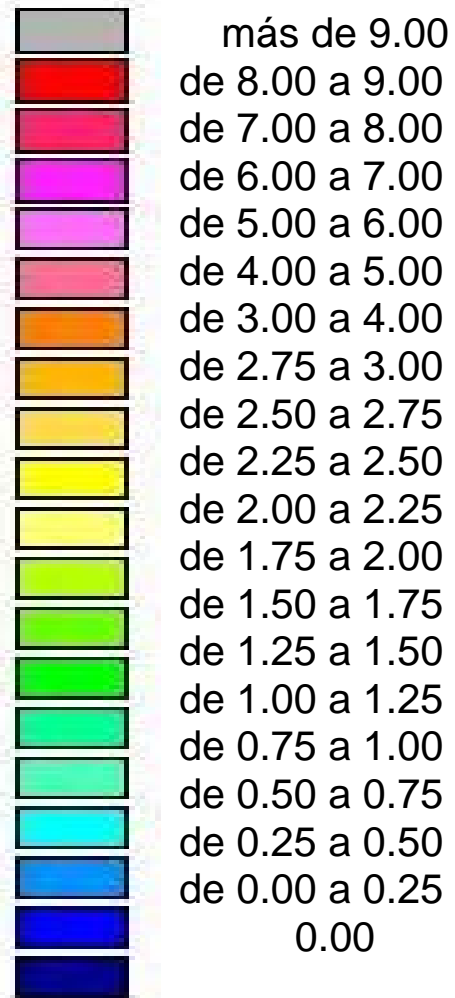 más de 9.00
de 8.00 a 9.00
de 7.00 a 8.00
de 6.00 a 7.00
de 5.00 a 6.00
de 4.00 a 5.00
de 3.00 a 4.00
de 2.75 a 3.00
de 2.50 a 2.75
de 2.25 a 2.50
de 2.00 a 2.25
de 1.75 a 2.00
de 1.50 a 1.75
de 1.25 a 1.50
de 1.00 a 1.25
de 0.75 a 1.00
de 0.50 a 0.75
de 0.25 a 0.50
de 0.00 a 0.25
0.00